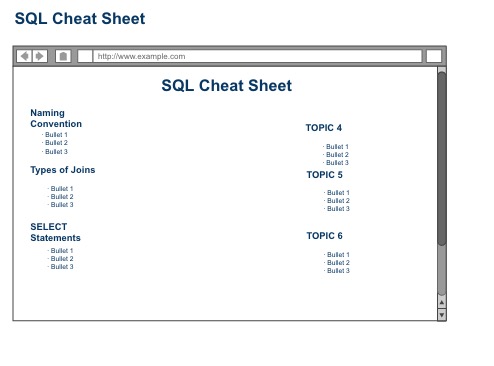 SQL Cheat Sheet
http://www.example.com
SQL Cheat Sheet
Naming
Convention
· Bullet 1
· Bullet 2
· Bullet 3
Types of Joins
· Bullet 1
· Bullet 2
· Bullet 3
SELECT
Statements
· Bullet 1
· Bullet 2
· Bullet 3
TOPIC 4
· Bullet 1
· Bullet 2
· Bullet 3
TOPIC 5
· Bullet 1
· Bullet 2
· Bullet 3
TOPIC 6
· Bullet 1
· Bullet 2
· Bullet 3